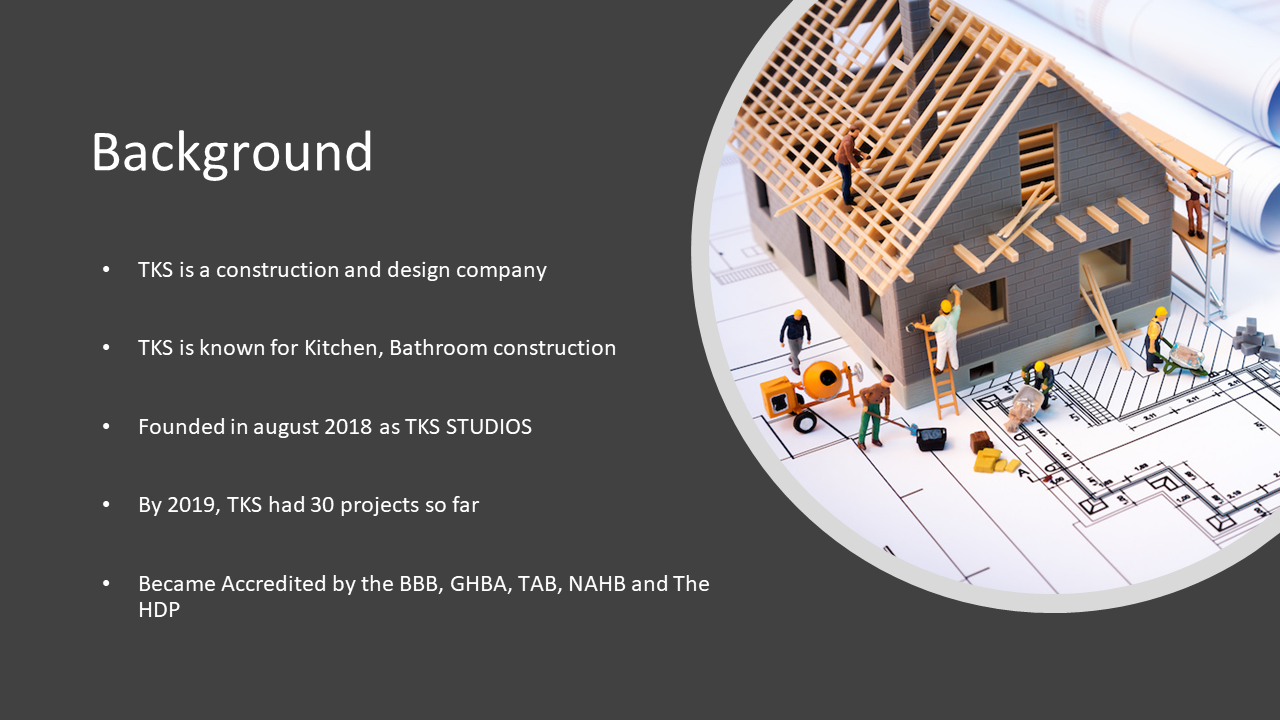 Background
• TKS is a construction and design company
• TKS is known for Kitchen, Bathroom construction
• Founded in august 2018 as TKS STUDIOS
• By 2019, TKS had 30 projects so far
• Became Accredited by the BBB, GHBA, TAB, NAHB and The
HDP